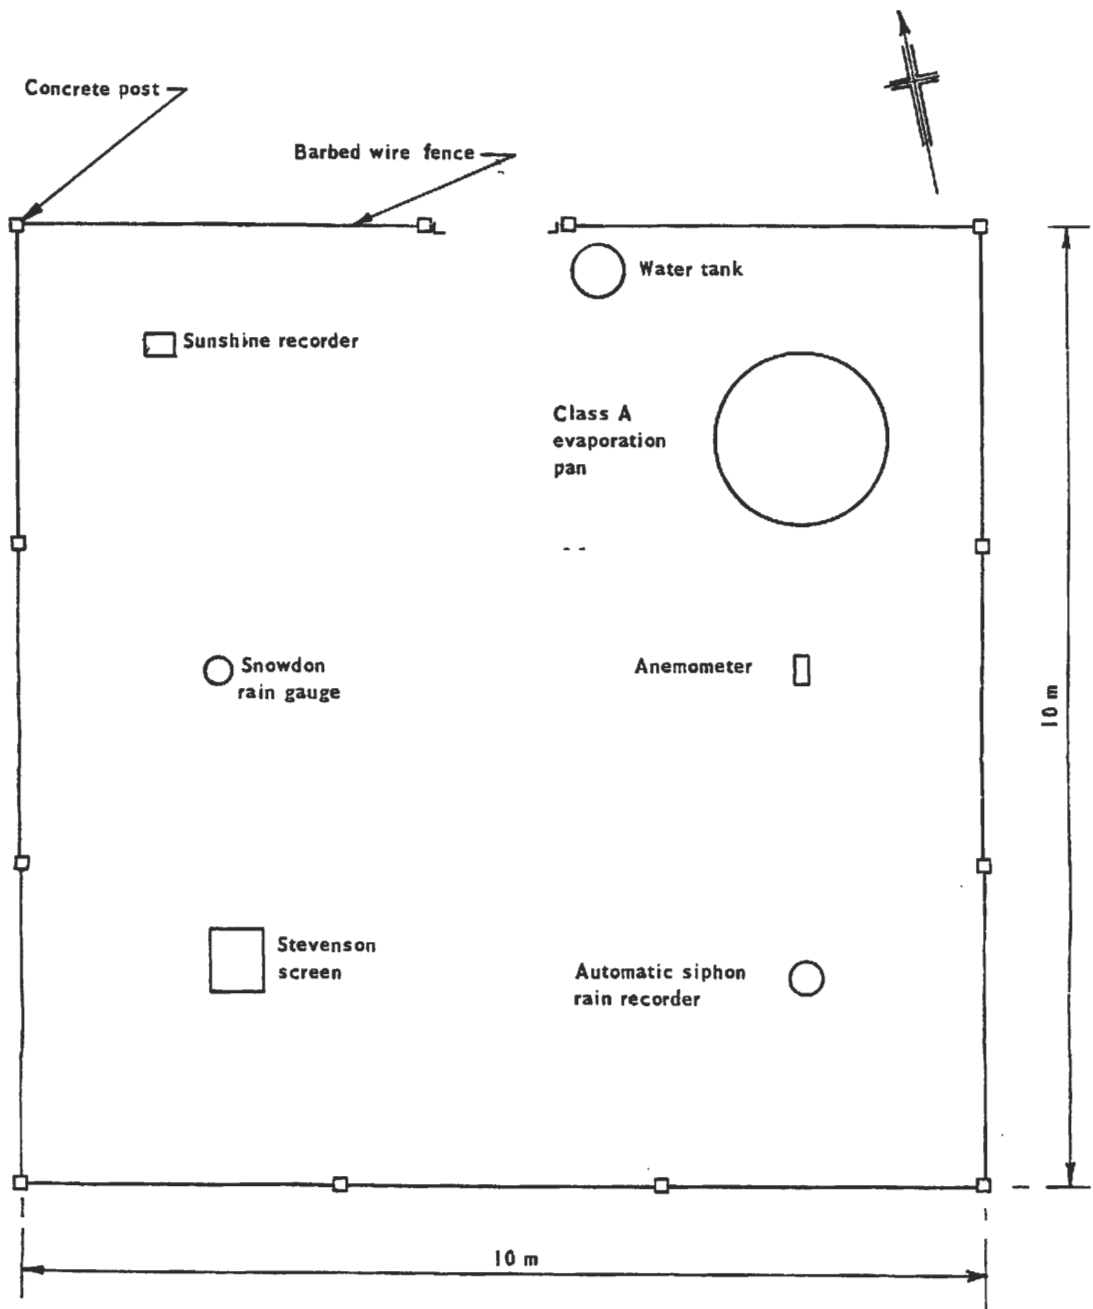 Concrete post
Barbed wire fence
Water tank
Sunshine recorder
Class A
evaporation
pan
Snowdon
rain gauge
Anemometer
10 m
Stevenson
screen
Automatic siphon
rain recorder
10 m